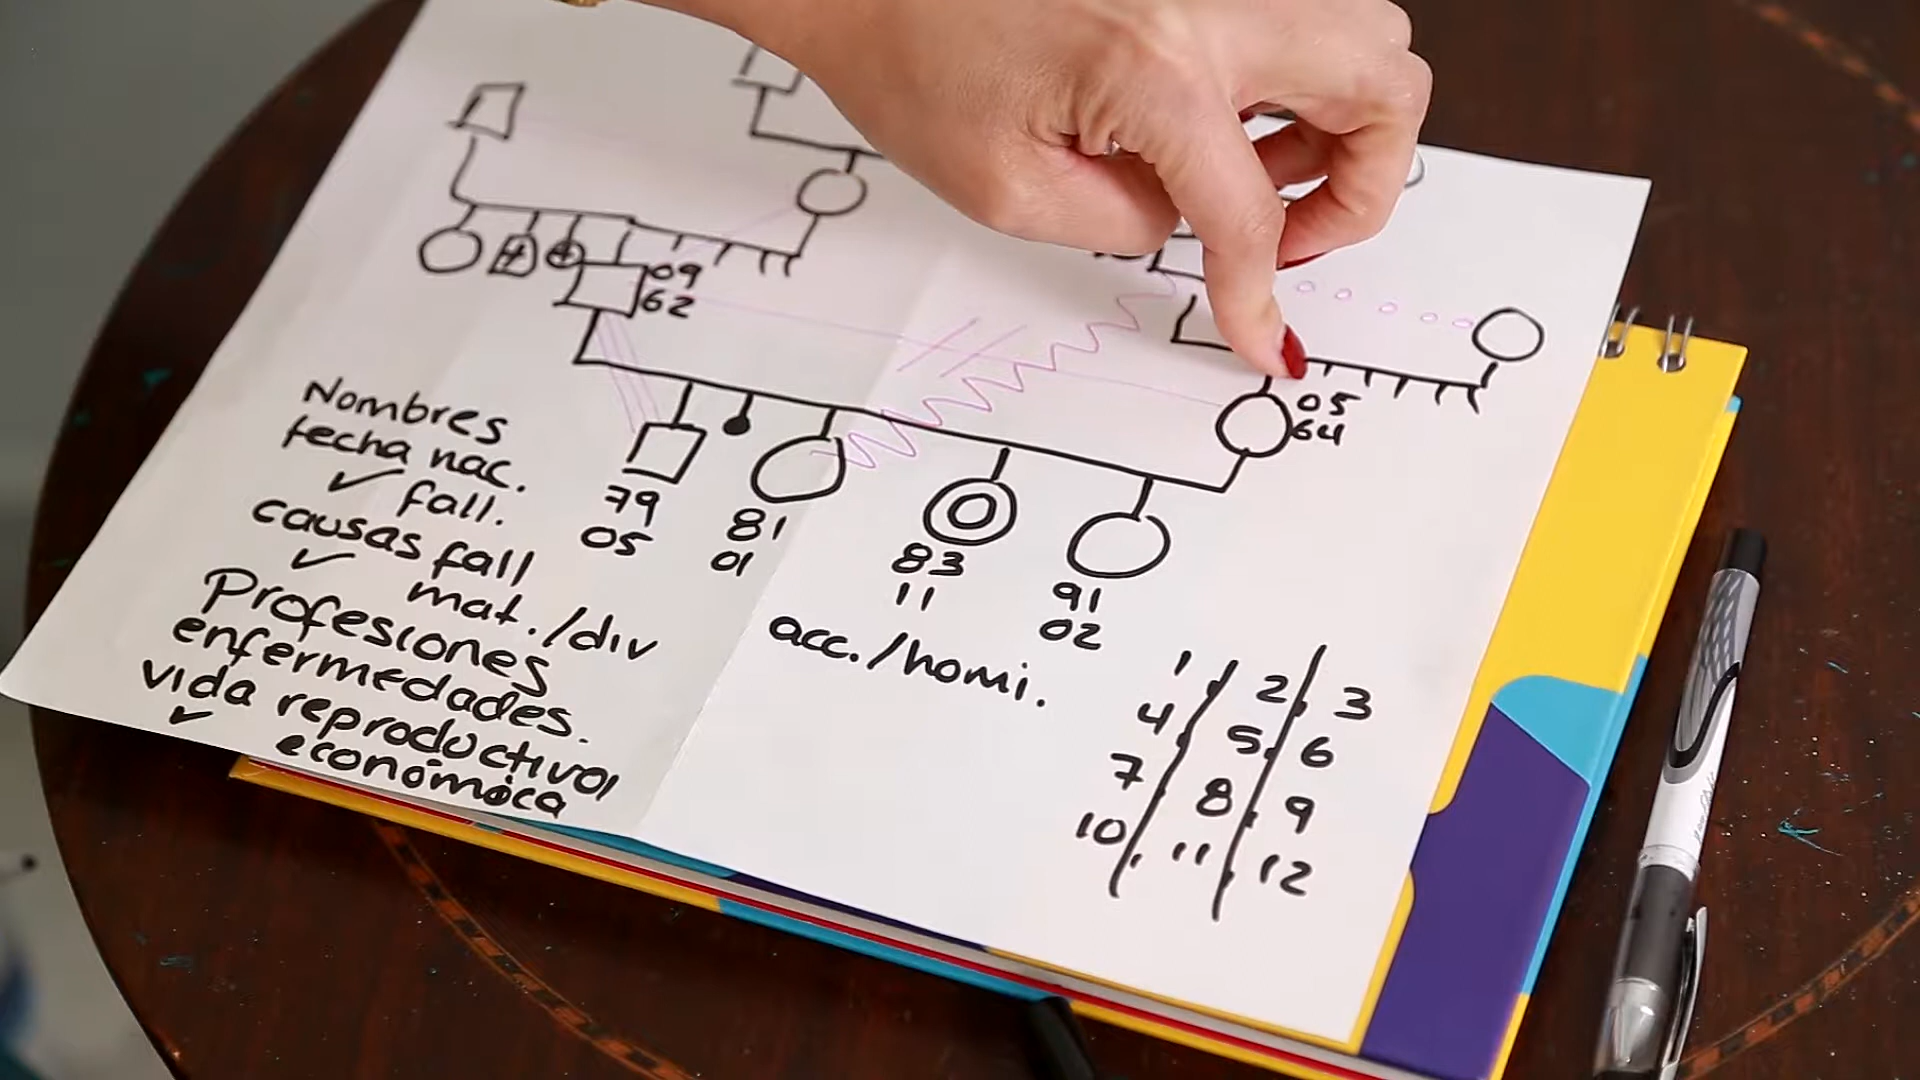 09
62
05
64
Nombres
fecha nac.
✓ fall.
causas fall
✓ mat./div
Profesiones
enfermedades.
vida reproductiva
✓ económica
79
05
81
01
83
11
91
02
acc./homi.
1, 2, 3
4, 5, 6
7, 8, 9
10, 11, 12